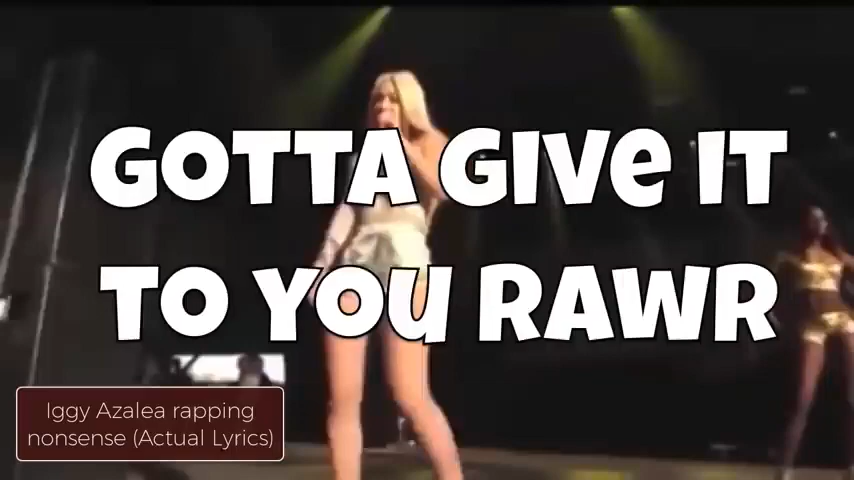 GOTTA GIVE IT
TO YOU RAWR
Iggy Azalea rapping
nonsense (Actual Lyrics)